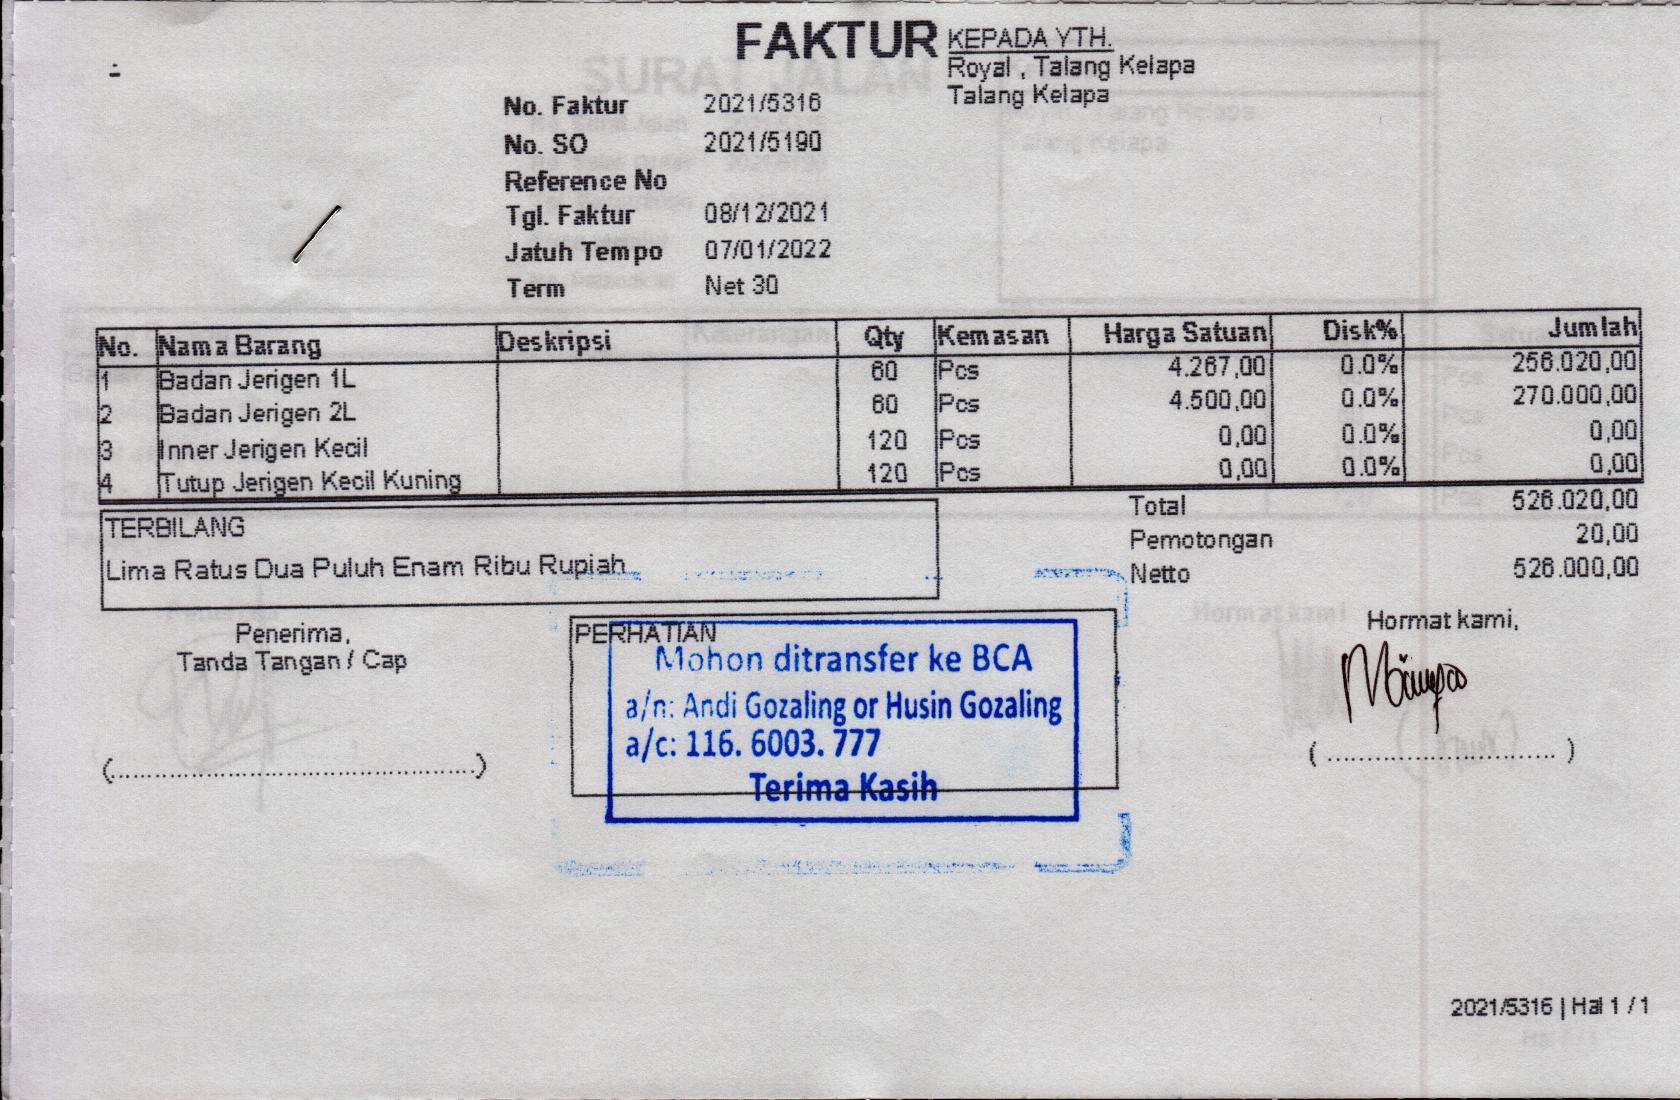 FAKTUR
KEPADA YTH.
Royal , Talang Kelapa
Talang Kelapa
No. Faktur 2021/5316
No. SO 2021/5190
Reference No
Tgl. Faktur 08/12/2021
Jatuh Tempo 07/01/2022
Term Net 30
No. Nama Barang Deskripsi Qty Kemasan Harga Satuan Disk% Jumlah
1 Badan Jerigen 1L 60 Pcs 4.267,00 0.0% 256.020,00
2 Badan Jerigen 2L 60 Pcs 4.500,00 0.0% 270.000,00
3 Inner Jerigen Kecil 120 Pcs 0,00 0.0% 0,00
4 Tutup Jerigen Kecil Kuning 120 Pcs 0,00 0.0% 0,00
Total 526.020,00
Pemotongan 20,00
Netto 526.000,00
TERBILANG
Lima Ratus Dua Puluh Enam Ribu Rupiah
Penerima,
Tanda Tangan / Cap
(................................................)
PERHATIAN
Mohon ditransfer ke BCA
a/n: Andi Gozaling or Husin Gozaling
a/c: 116. 6003. 777
Terima Kasih
Hormat kami,
( ............................. )
2021/5316 | Hal 1 / 1